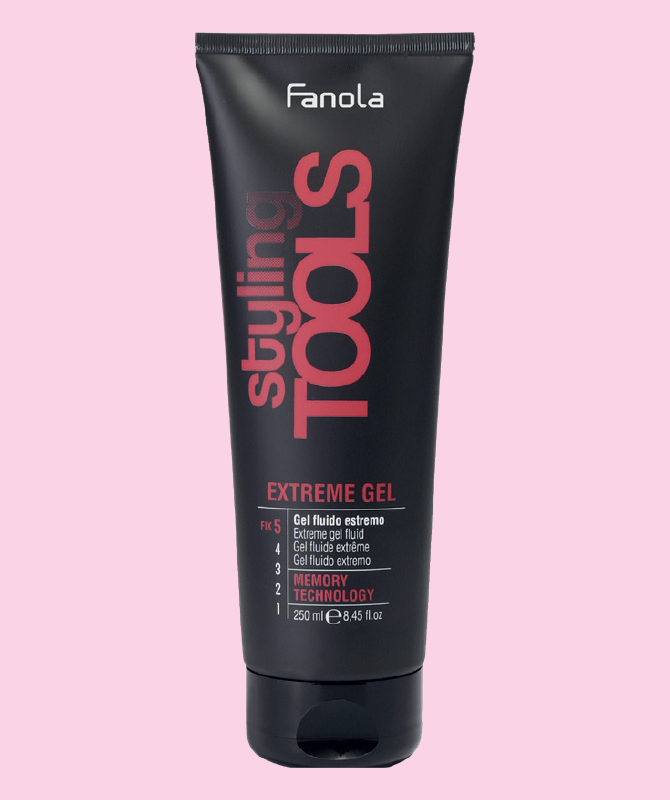 Fanola
styling
TOOLS
EXTREME GEL
FIX 5
4
3
2
1
Gel fluido estremo
Extreme gel fluid
Gel fluide extrême
Gel fluido extremo
MEMORY
TECHNOLOGY
250 ml ℮ 8,45 fl.oz